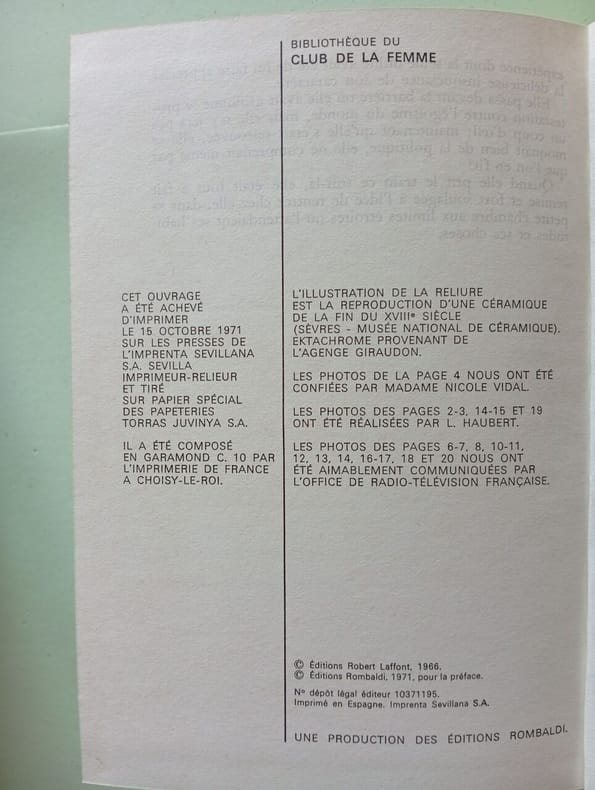 BIBLIOTHÈQUE DU
CLUB DE LA FEMME
CET OUVRAGE
A ÉTÉ ACHEVÉ
D'IMPRIMER
LE 15 OCTOBRE 1971
SUR LES PRESSES DE
L'IMPRENTA SEVILLANA
S.A. SEVILLA
IMPRIMEUR-RELIEUR
ET TIRÉ
SUR PAPIER SPÉCIAL
DES PAPETERIES
TORRAS JUVINYA S.A.
IL A ÉTÉ COMPOSÉ
EN GARAMOND C. 10 PAR
L'IMPRIMERIE DE FRANCE
A CHOISY-LE-ROI.
L'ILLUSTRATION DE LA RELIURE
EST LA REPRODUCTION D'UNE CÉRAMIQUE
DE LA FIN DU XVIIIe SIÈCLE
(SÈVRES - MUSÉE NATIONAL DE CÉRAMIQUE).
EKTACHROME PROVENANT DE
L'AGENGE GIRAUDON.
LES PHOTOS DE LA PAGE 4 NOUS ONT ÉTÉ
CONFIÉES PAR MADAME NICOLE VIDAL.
LES PHOTOS DES PAGES 2-3, 14-15 ET 19
ONT ÉTÉ RÉALISÉES PAR L. HAUBERT.
LES PHOTOS DES PAGES 6-7, 8, 10-11,
12, 13, 14, 16-17, 18 ET 20 NOUS ONT
ÉTÉ AIMABLEMENT COMMUNIQUÉES PAR
L'OFFICE DE RADIO-TÉLÉVISION FRANÇAISE.
© Éditions Robert Laffont, 1966.
© Éditions Rombaldi, 1971, pour la préface.
N° dépôt légal éditeur 10371195.
Imprimé en Espagne. Imprenta Sevillana S.A.
UNE PRODUCTION DES ÉDITIONS ROMBALDI.